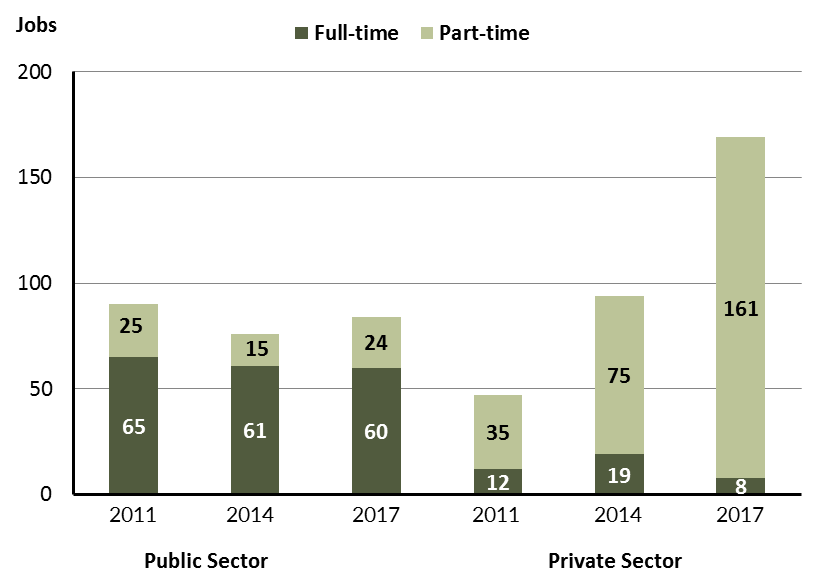 Jobs
Full-time Part-time
200
150
100
50
0
25 15 24 35 75 161
65 61 60 12 19 8
2011 2014 2017 2011 2014 2017
Public Sector Private Sector